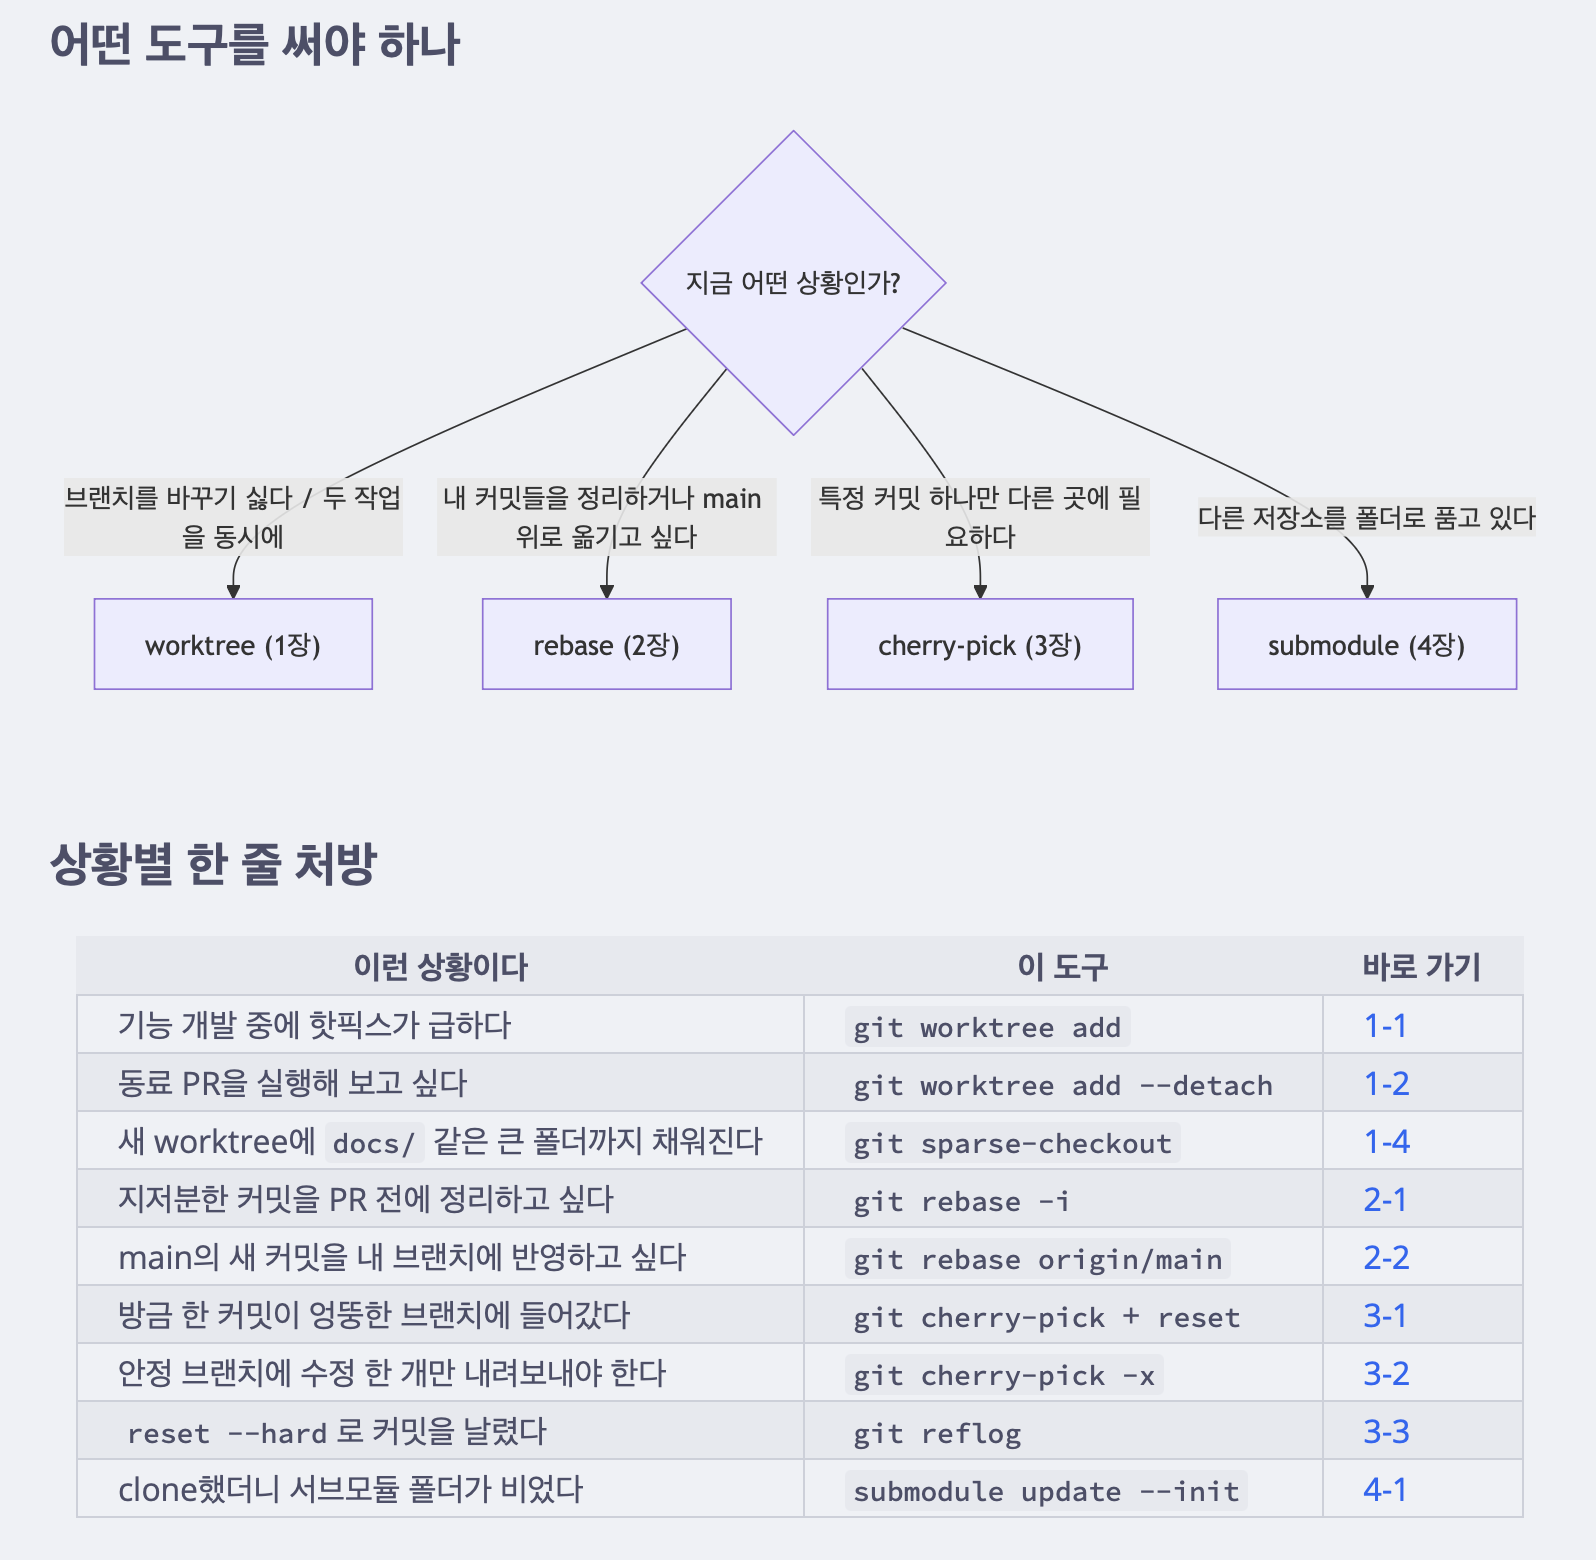 어떤 도구를 써야 하나
지금 어떤 상황인가?
브랜치를 바꾸기 싫다 / 두 작업
을 동시에
내 커밋들을 정리하거나 main
위로 옮기고 싶다
특정 커밋 하나만 다른 곳에 필
요하다
다른 저장소를 폴더로 품고 있다
worktree (1장)
rebase (2장)
cherry-pick (3장)
submodule (4장)
상황별 한 줄 처방
이런 상황이다 이 도구 바로 가기
기능 개발 중에 핫픽스가 급하다 git worktree add 1-1
동료 PR을 실행해 보고 싶다 git worktree add --detach 1-2
새 worktree에 docs/ 같은 큰 폴더까지 채워진다 git sparse-checkout 1-4
지저분한 커밋을 PR 전에 정리하고 싶다 git rebase -i 2-1
main의 새 커밋을 내 브랜치에 반영하고 싶다 git rebase origin/main 2-2
방금 한 커밋이 엉뚱한 브랜치에 들어갔다 git cherry-pick + reset 3-1
안정 브랜치에 수정 한 개만 내려보내야 한다 git cherry-pick -x 3-2
reset --hard 로 커밋을 날렸다 git reflog 3-3
clone했더니 서브모듈 폴더가 비었다 submodule update --init 4-1